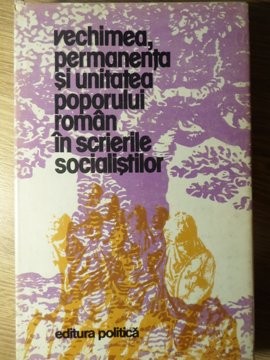 vechimea,
permanența
și unitatea
poporului
român
în scrierile
socialiștilor
editura politică